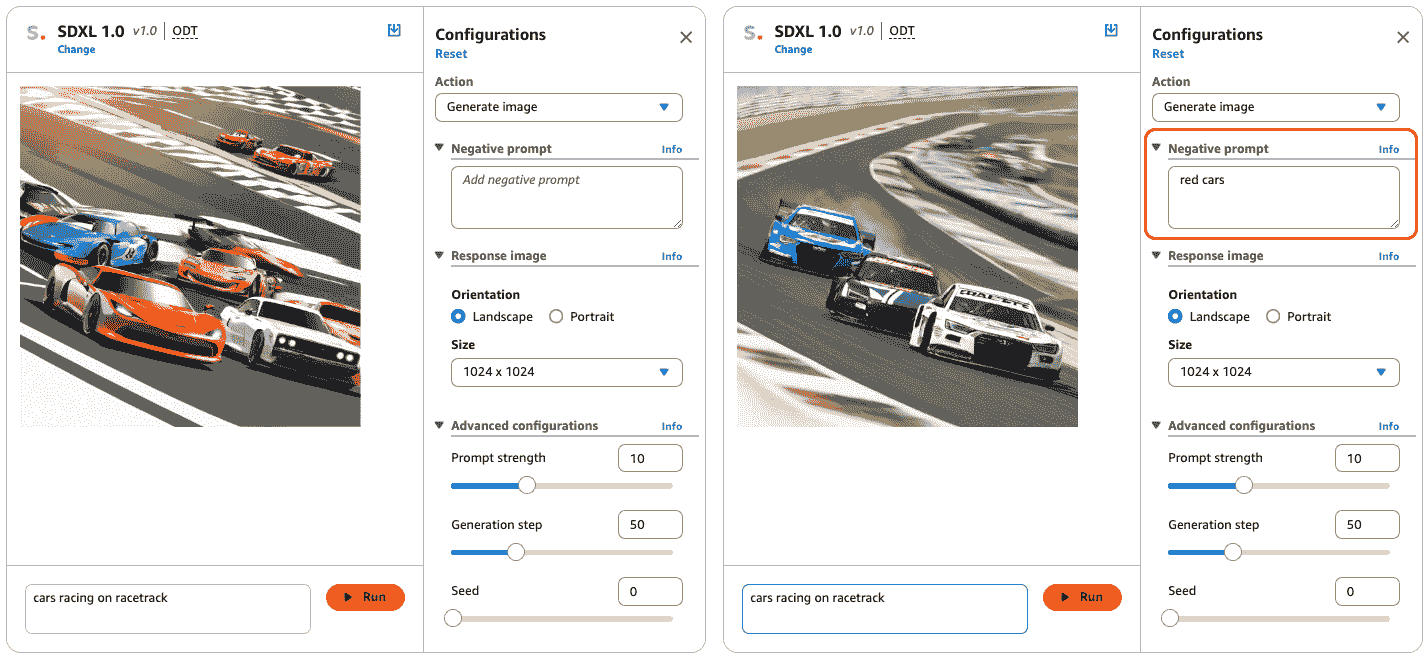 S. SDXL 1.0 v1.0 | ODT
Change
cars racing on racetrack
Run
Configurations
Reset
Action
Generate image
Negative prompt Info
Add negative prompt
Response image Info
Orientation
Landscape Portrait
Size
1024 x 1024
Advanced configurations Info
Prompt strength 10
Generation step 50
Seed 0
S. SDXL 1.0 v1.0 | ODT
Change
cars racing on racetrack
Run
Configurations
Reset
Action
Generate image
Negative prompt Info
red cars
Response image Info
Orientation
Landscape Portrait
Size
1024 x 1024
Advanced configurations Info
Prompt strength 10
Generation step 50
Seed 0